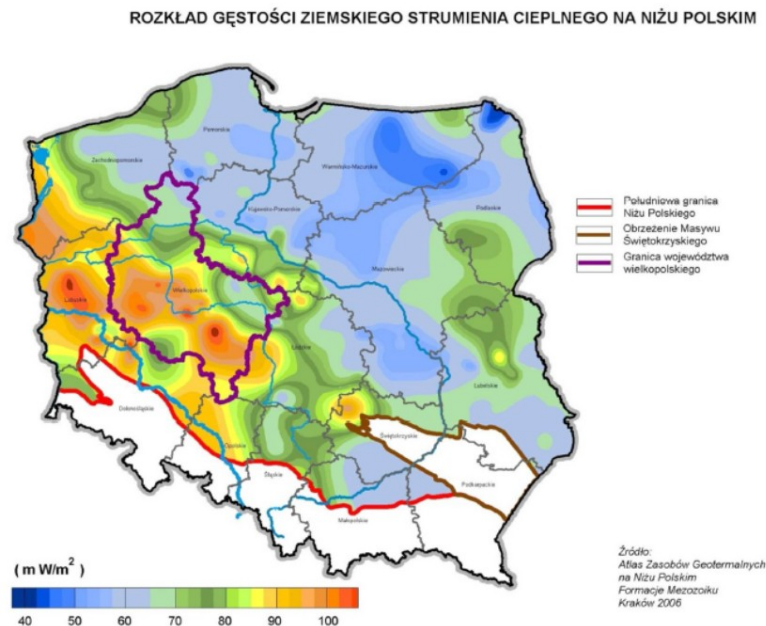 ROZKŁAD GĘSTOŚCI ZIEMSKIEGO STRUMIENIA CIEPLNEGO NA NIŻU POLSKIM
Pomorskie
Zachodniopomorskie
Warmińsko-Mazurskie
Kujawsko-Pomorskie
Podlaskie
Mazowieckie
Wielkopolskie
Lubuskie
Łódzkie
Lubelskie
Dolnośląskie
Opolskie
Śląskie
Świętokrzyskie
Podkarpackie
Małopolskie
Południowa granica
Niżu Polskiego
Obrzeżenie Masywu
Świętokrzyskiego
Granica województwa
wielkopolskiego
( m W/m² )
40 50 60 70 80 90 100
Źródło:
Atlas Zasobów Geotermalnych
na Niżu Polskim
Formacje Mezozoiku
Kraków 2006